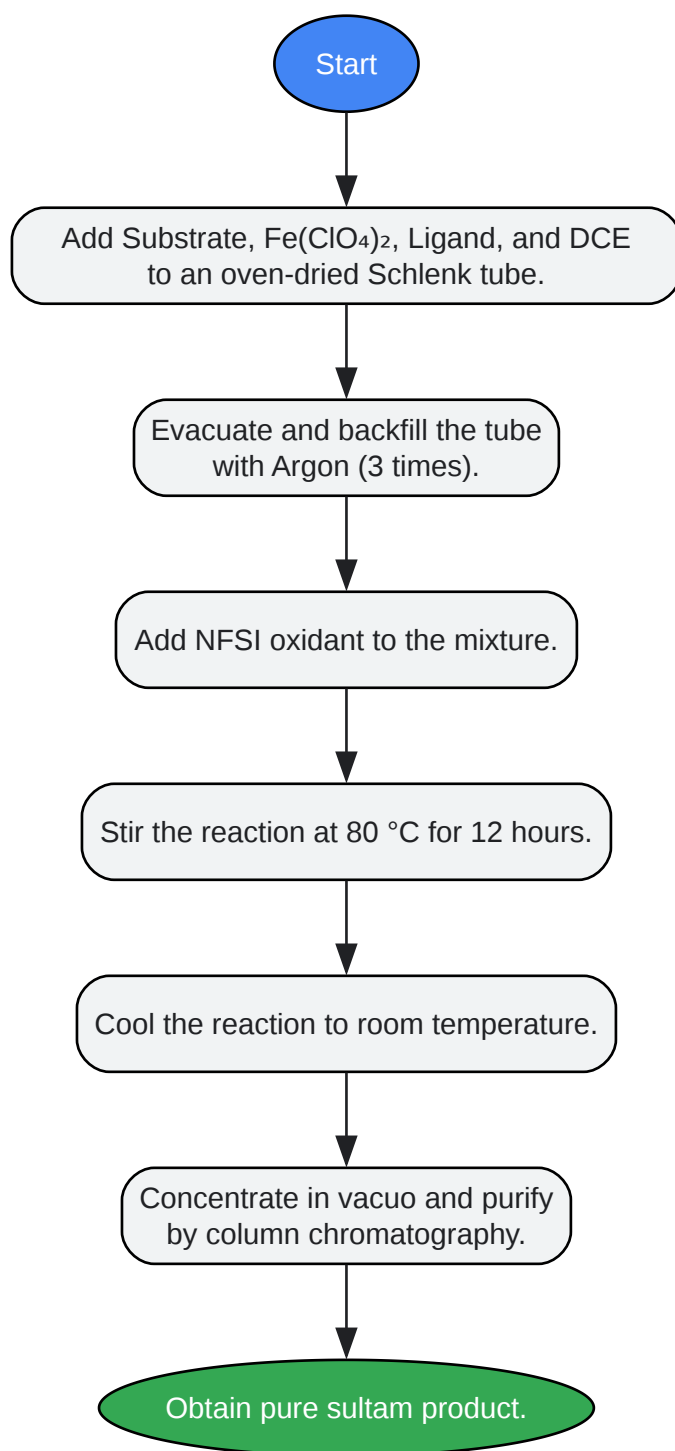 Start
Add Substrate, Fe(ClO₄)₂, Ligand, and DCE
to an oven-dried Schlenk tube.
Evacuate and backfill the tube
with Argon (3 times).
Add NFSI oxidant to the mixture.
Stir the reaction at 80 °C for 12 hours.
Cool the reaction to room temperature.
Concentrate in vacuo and purify
by column chromatography.
Obtain pure sultam product.